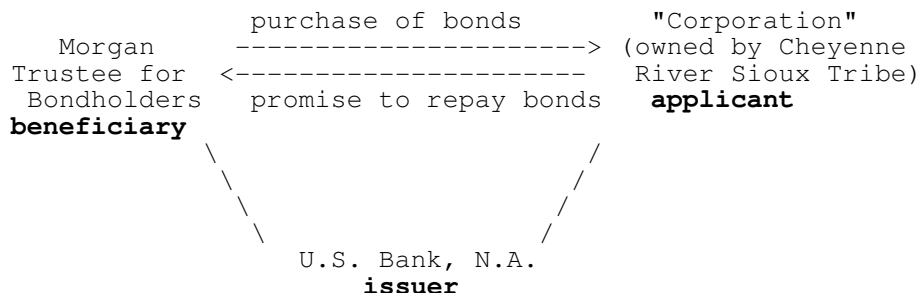 purchase of bonds "Corporation"
Morgan ----------------------> (owned by Cheyenne
Trustee for <---------------------- River Sioux Tribe)
Bondholders promise to repay bonds applicant
beneficiary
\ /
\ /
\ /
\ /
U.S. Bank, N.A.
issuer